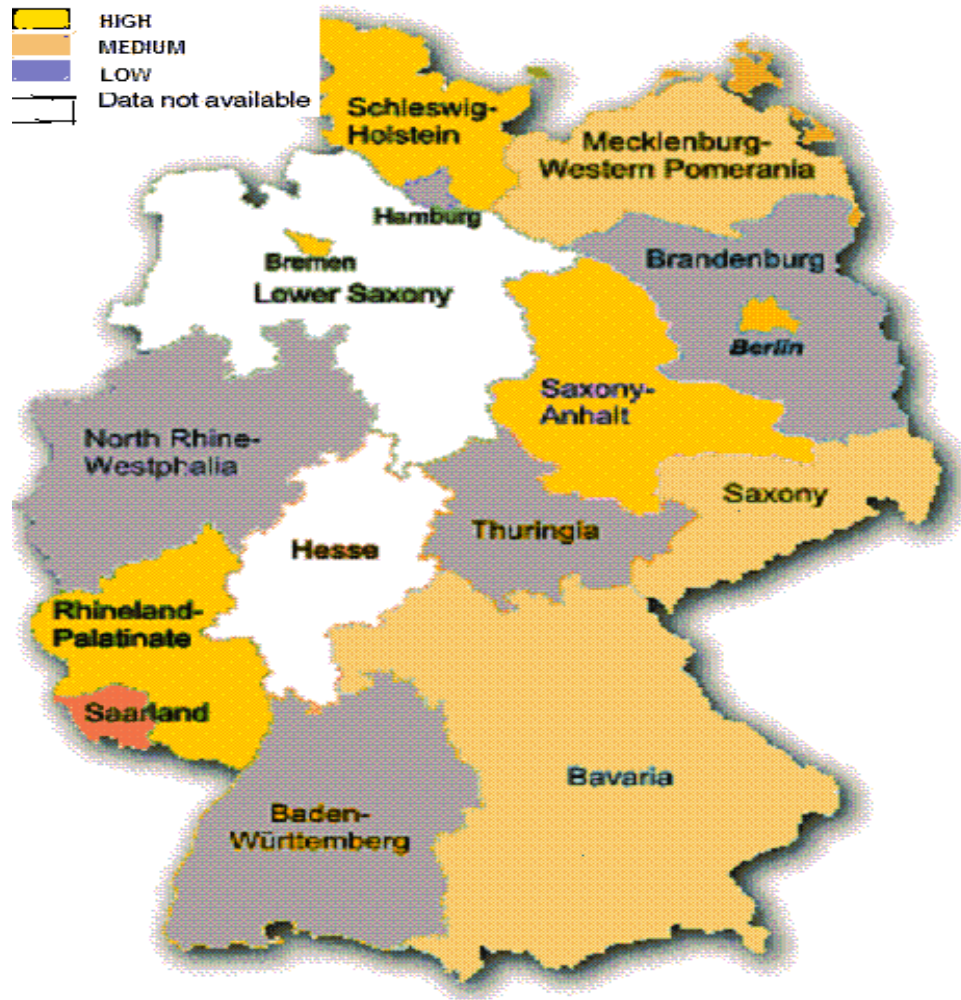 HIGH
MEDIUM
LOW
Data not available
Schleswig-
Holstein
Mecklenburg-
Western Pomerania
Hamburg
Bremen
Lower Saxony
Brandenburg
Berlin
Saxony-
Anhalt
North Rhine-
Westphalia
Saxony
Thuringia
Hesse
Rhineland-
Palatinate
Saarland
Bavaria
Baden-
Württemberg